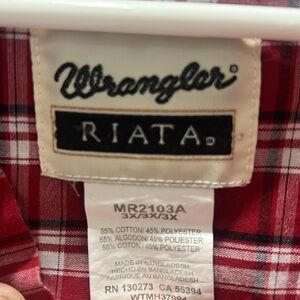 Wrangler®
RIATA®
MR2103A
3X/3X/3X
55% COTTON/ 45% POLYESTER
55% ALGODON/ 45% POLIESTER
55% COTON/ 45% POLYESTER
MADE IN BANGLADESH
HECHO EN BANGLADESH
FABRIQUE AU BANGLADESH
RN 130273 CA 55394